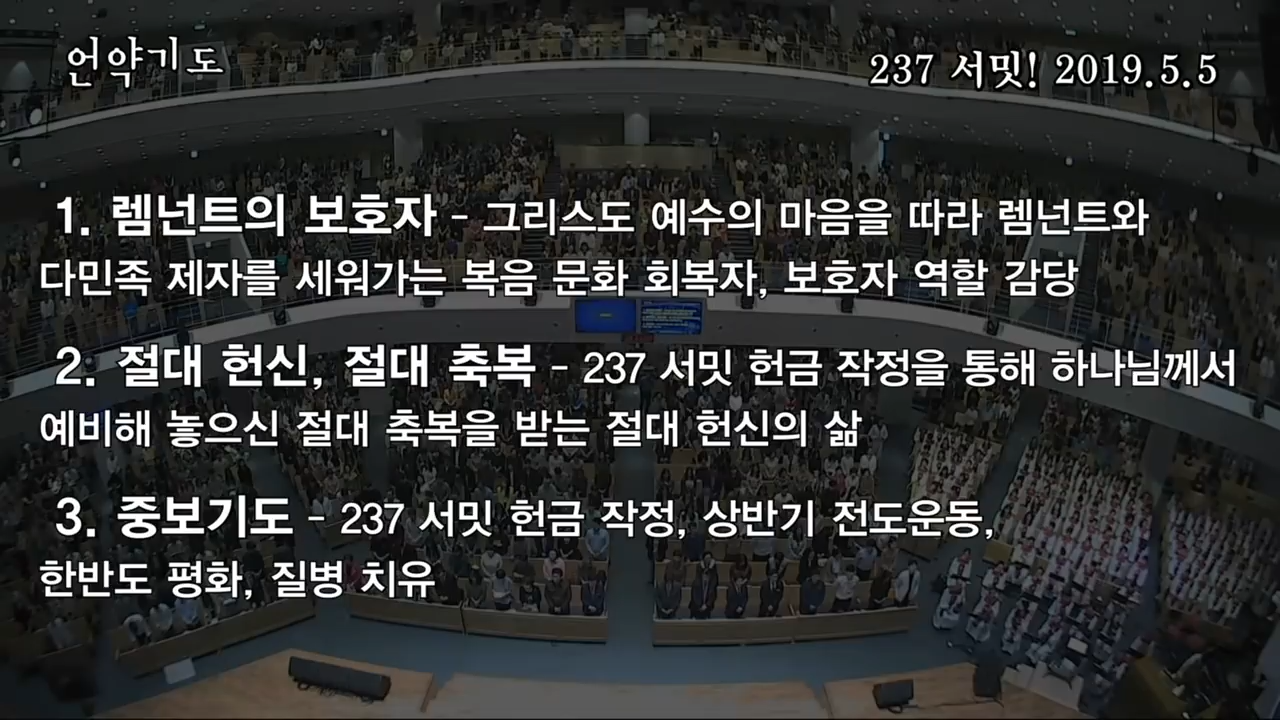 언약기도
237 서밋! 2019.5.5
1. 렘넌트의 보호자 - 그리스도 예수의 마음을 따라 렘넌트와
다민족 제자를 세워가는 복음 문화 회복자, 보호자 역할 감당
2. 절대 헌신, 절대 축복 - 237 서밋 헌금 작정을 통해 하나님께서
예비해 놓으신 절대 축복을 받는 절대 헌신의 삶
3. 중보기도 - 237 서밋 헌금 작정, 상반기 전도운동,
한반도 평화, 질병 치유